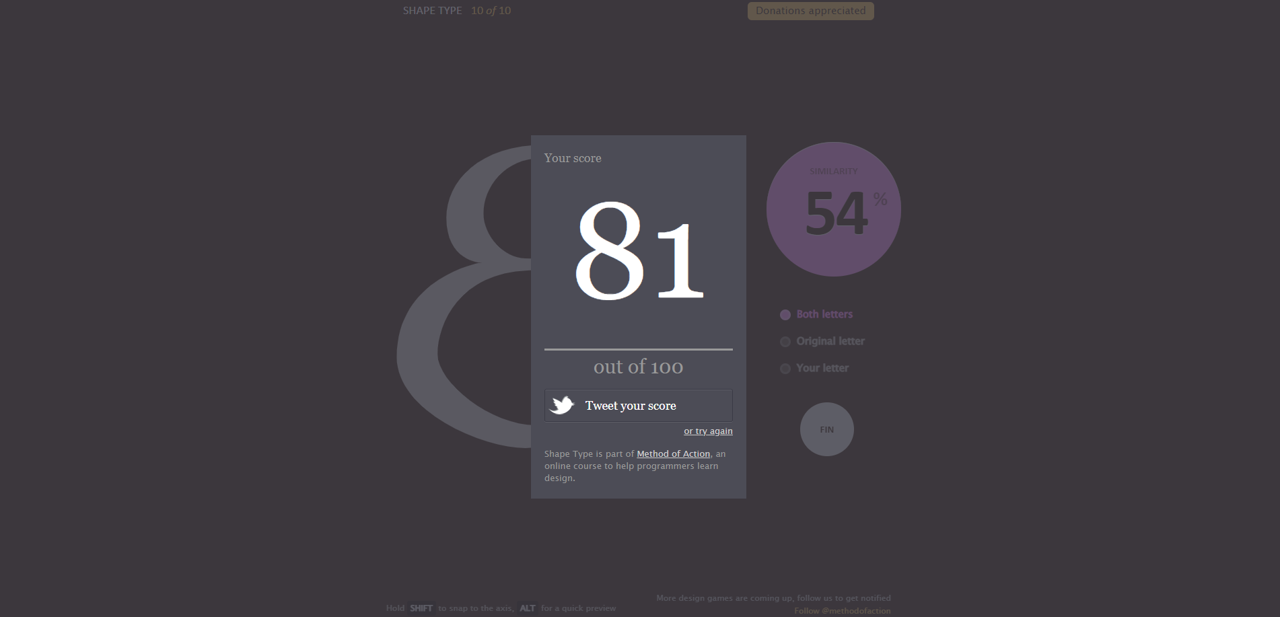 SHAPE TYPE 10 of 10
Donations appreciated
8
Your score
81
out of 100
Tweet your score
or try again
Shape Type is part of Method of Action, an
online course to help programmers learn
design.
SIMILARITY
54 %
Both letters
Original letter
Your letter
FIN
Hold SHIFT to snap to the axis, ALT for a quick preview
More design games are coming up, follow us to get notified
Follow @methodofaction